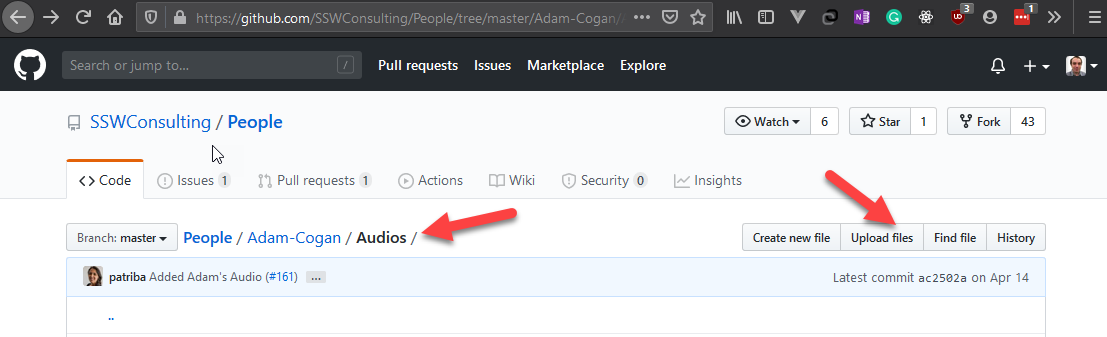 https://github.com/SSWConsulting/People/tree/master/Adam-Cogan/
3
1
Search or jump to...
/
Pull requests
Issues
Marketplace
Explore
SSWConsulting / People
Watch 6
Star 1
Fork 43
Code
Issues 1
Pull requests 1
Actions
Wiki
Security 0
Insights
Branch: master
People / Adam-Cogan / Audios /
Create new file
Upload files
Find file
History
patriba Added Adam's Audio (#161) ...
Latest commit ac2502a on Apr 14
..